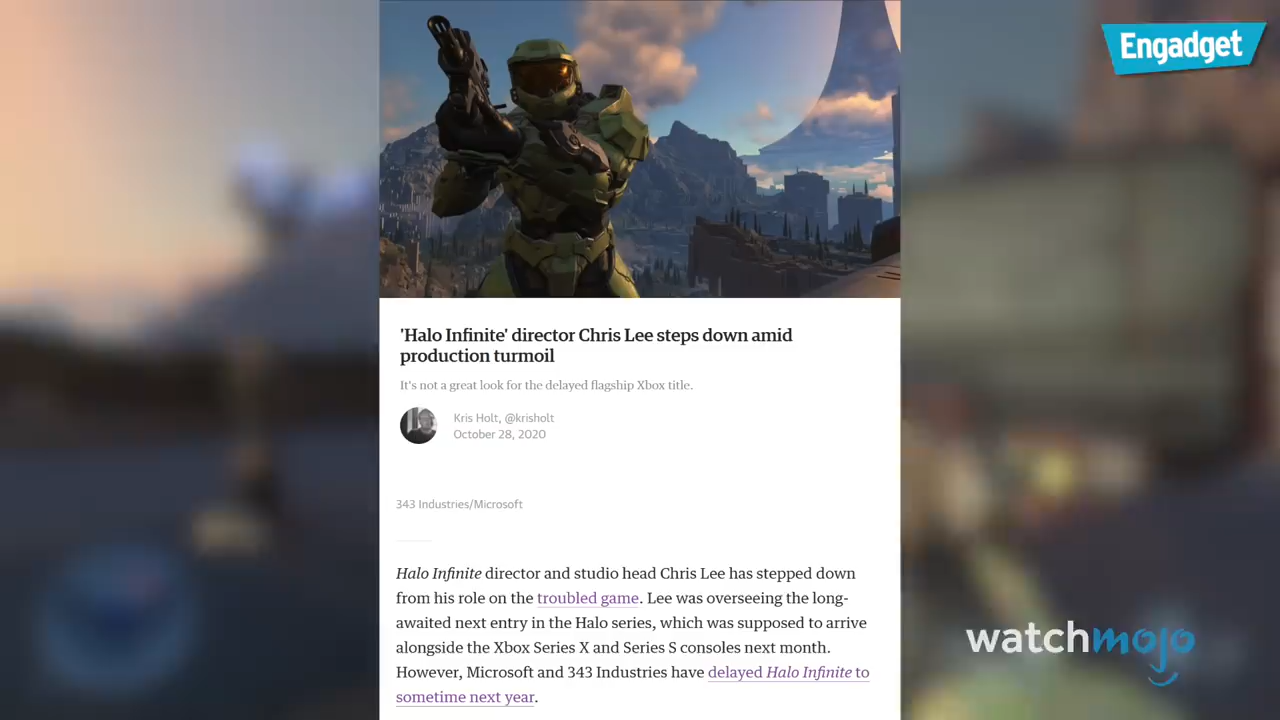 Engadget
'Halo Infinite' director Chris Lee steps down amid
production turmoil
It's not a great look for the delayed flagship Xbox title.
Kris Holt, @krisholt
October 28, 2020
343 Industries/Microsoft
Halo Infinite director and studio head Chris Lee has stepped down
from his role on the troubled game. Lee was overseeing the long-
awaited next entry in the Halo series, which was supposed to arrive
alongside the Xbox Series X and Series S consoles next month.
However, Microsoft and 343 Industries have delayed Halo Infinite to
sometime next year.
watchmojo